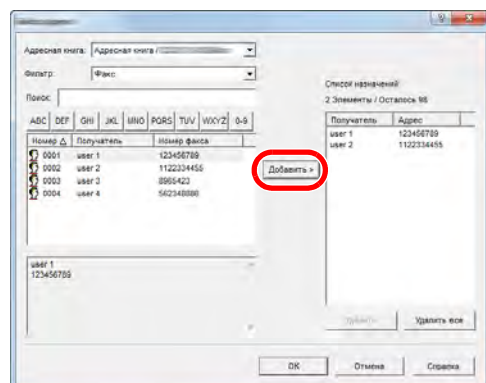 Адресная книга: Адресная книга /
Фильтр: Факс
Поиск:
ABC DEF GHI JKL MNO PQRS TUV WXYZ 0-9
Номер Получатель Номер факса
0001 user 1 123456789
0002 user 2 1122334455
0003 user 3 8965423
0004 user 4 562348880
user 1
123456789
Добавить »
Список назначений
2 Элементы / Осталось 98
Получатель Адрес
user 1 123456789
user 2 1122334455
Удалить все
OK Отмена Справка